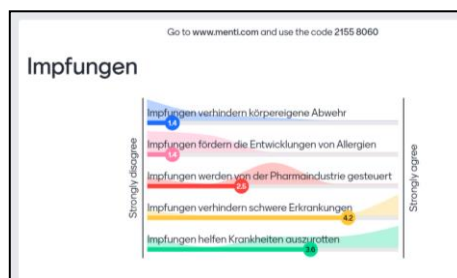 Go to www.menti.com and use the code 2155 8060
Impfungen
Strongly disagree
Impfungen verhindern körpereigene Abwehr
1.4
Impfungen fördern die Entwicklungen von Allergien
1.4
Impfungen werden von der Pharmaindustrie gesteuert
2.5
Impfungen verhindern schwere Erkrankungen
4.2
Impfungen helfen Krankheiten auszurotten
3.6
Strongly agree